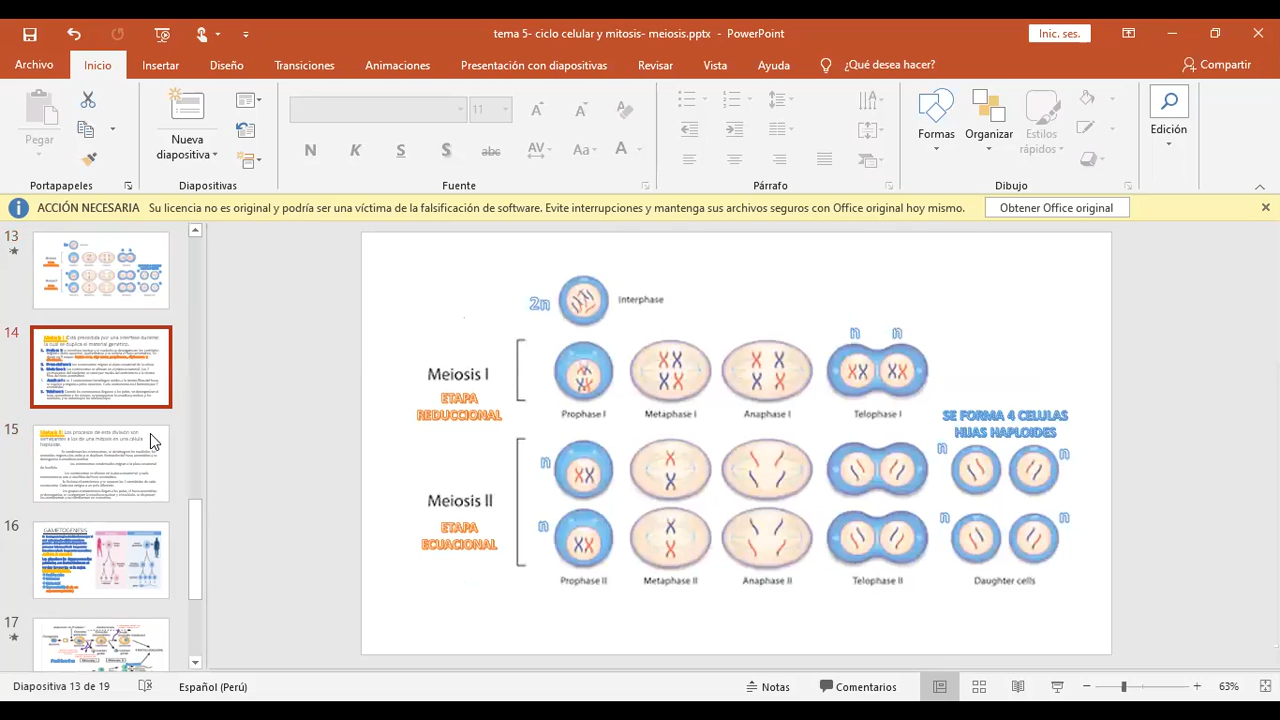 tema 5- ciclo celular y mitosis- meiosis.pptx - PowerPoint
Inic. ses.
Archivo Inicio Insertar Diseño Transiciones Animaciones Presentación con diapositivas Revisar Vista Ayuda ¿Qué desea hacer? Compartir
Pegar
Nueva
diapositiva
11
N K S S abc AV Aa A
Formas
Organizar
Estilos
rápidos
Edición
Portapapeles Diapositivas Fuente Párrafo Dibujo
ACCIÓN NECESARIA Su licencia no es original y podría ser una víctima de la falsificación de software. Evite interrupciones y mantenga sus archivos seguros con Office original hoy mismo. Obtener Office original
13
14
15
16
GAMETOGENESIS
17
2n Interphase
n n
Meiosis I
ETAPA
REDUCCIONAL
Prophase I Metaphase I Anaphase I Telophase I
SE FORMA 4 CELULAS
HIJAS HAPLOIDES
n n n
Meiosis II
ETAPA
ECUACIONAL
n n n
Prophase II Metaphase II Anaphase II Telophase II Daughter cells
Diapositiva 13 de 19 Español (Perú) Notas Comentarios 63%